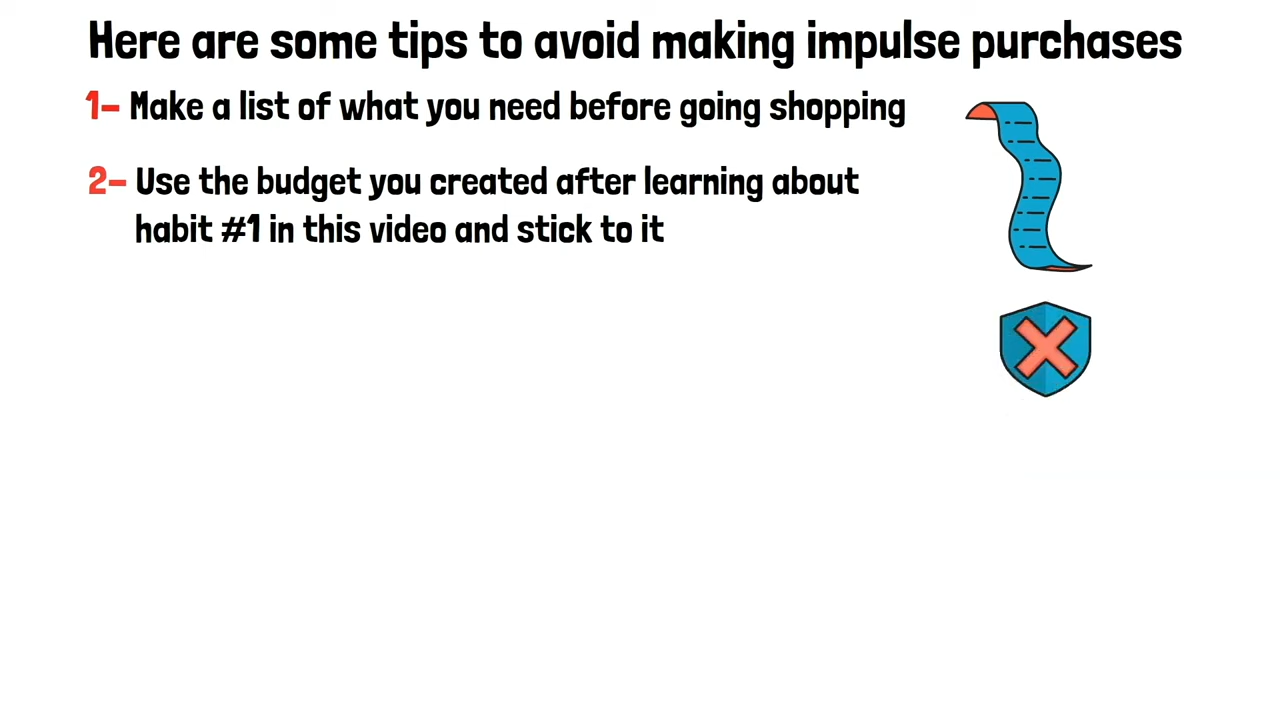 Here are some tips to avoid making impulse purchases
1- Make a list of what you need before going shopping
2- Use the budget you created after learning about
habit #1 in this video and stick to it